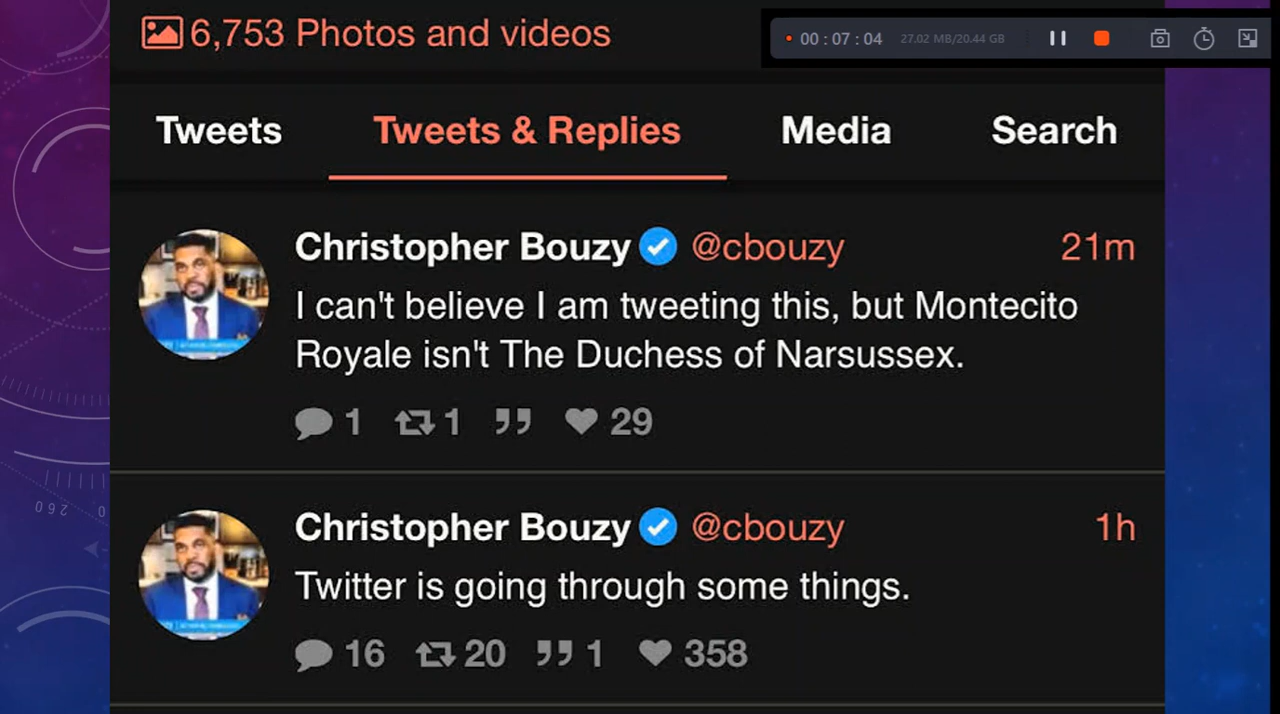 6,753 Photos and videos
00 : 07 : 04 27.02 MB/20.44 GB
Tweets Tweets & Replies Media Search
Christopher Bouzy @cbouzy 21m
I can't believe I am tweeting this, but Montecito
Royale isn't The Duchess of Narsussex.
1 1 29
Christopher Bouzy @cbouzy 1h
Twitter is going through some things.
16 20 1 358
260